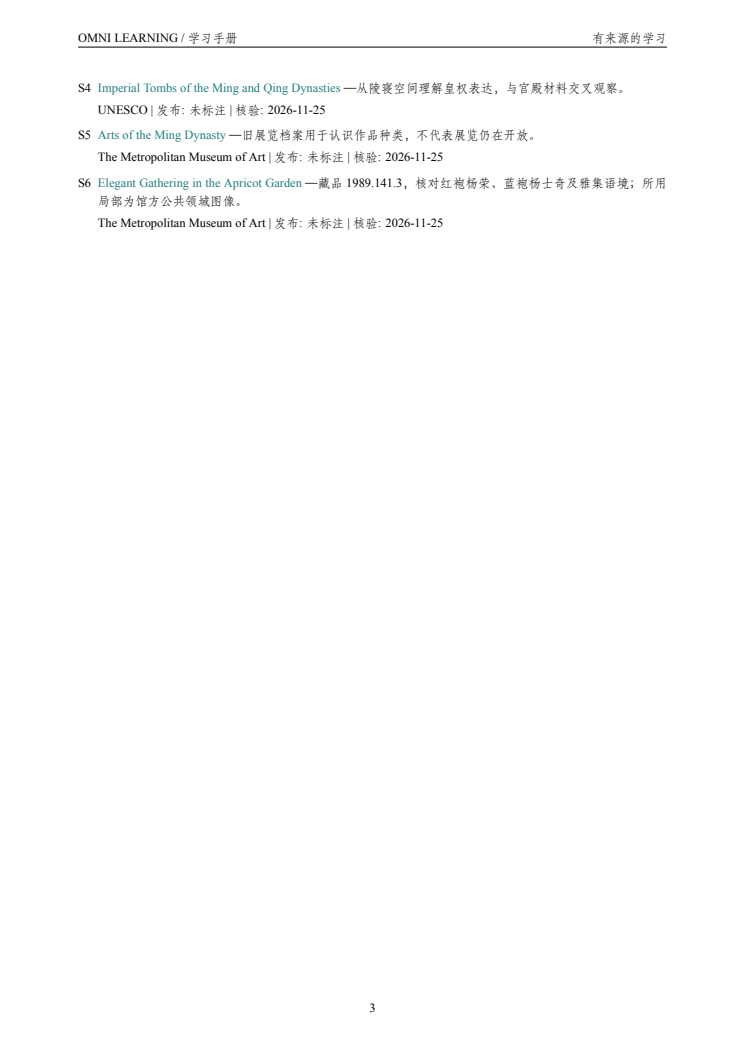 OMNI LEARNING / 学习手册
有来源的学习
S4 Imperial Tombs of the Ming and Qing Dynasties —从陵寝空间理解皇权表达，与宫殿材料交叉观察。
UNESCO | 发布: 未标注 | 核验: 2026-11-25
S5 Arts of the Ming Dynasty —旧展览档案用于认识作品种类，不代表展览仍在开放。
The Metropolitan Museum of Art | 发布: 未标注 | 核验: 2026-11-25
S6 Elegant Gathering in the Apricot Garden —藏品 1989.141.3，核对红袍杨荣、蓝袍杨士奇及雅集语境；所用
局部为馆方公共领域图像。
The Metropolitan Museum of Art | 发布: 未标注 | 核验: 2026-11-25
3